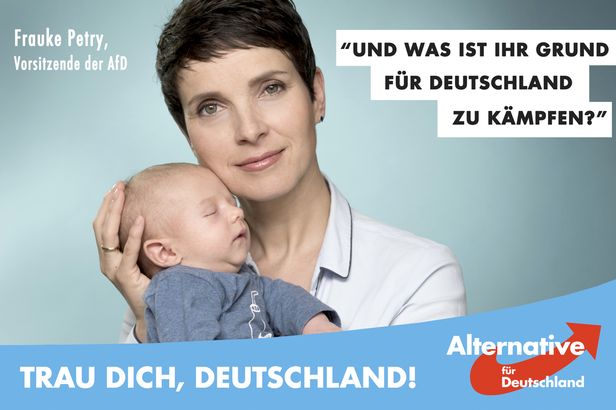 Frauke Petry,
Vorsitzende der AfD
“UND WAS IST IHR GRUND
FÜR DEUTSCHLAND
ZU KÄMPFEN?”
TRAU DICH, DEUTSCHLAND!
Alternative
für
Deutschland